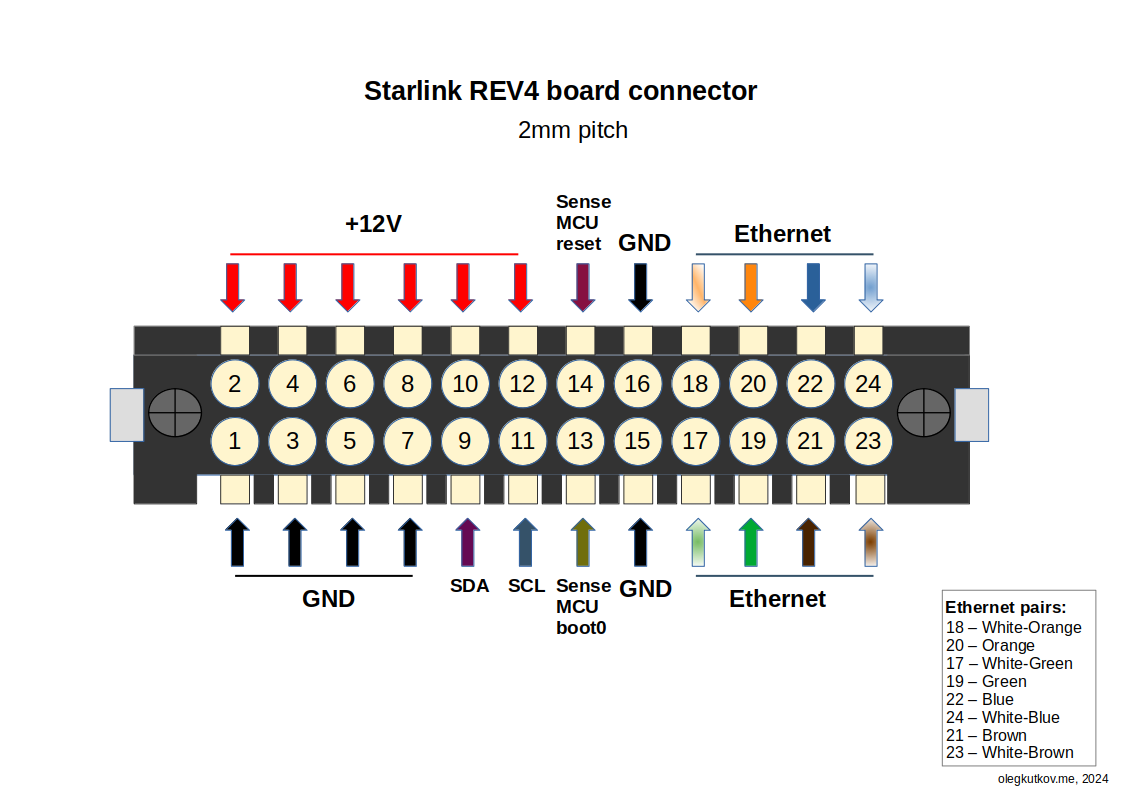 Starlink REV4 board connector
2mm pitch
+12V
Sense
MCU
reset
GND
Ethernet
2 4 6 8 10 12 14 16 18 20 22 24
1 3 5 7 9 11 13 15 17 19 21 23
GND
SDA
SCL
Sense
MCU
boot0
GND
Ethernet
Ethernet pairs:
18 – White-Orange
20 – Orange
17 – White-Green
19 – Green
22 – Blue
24 – White-Blue
21 – Brown
23 – White-Brown
olegkutkov.me, 2024